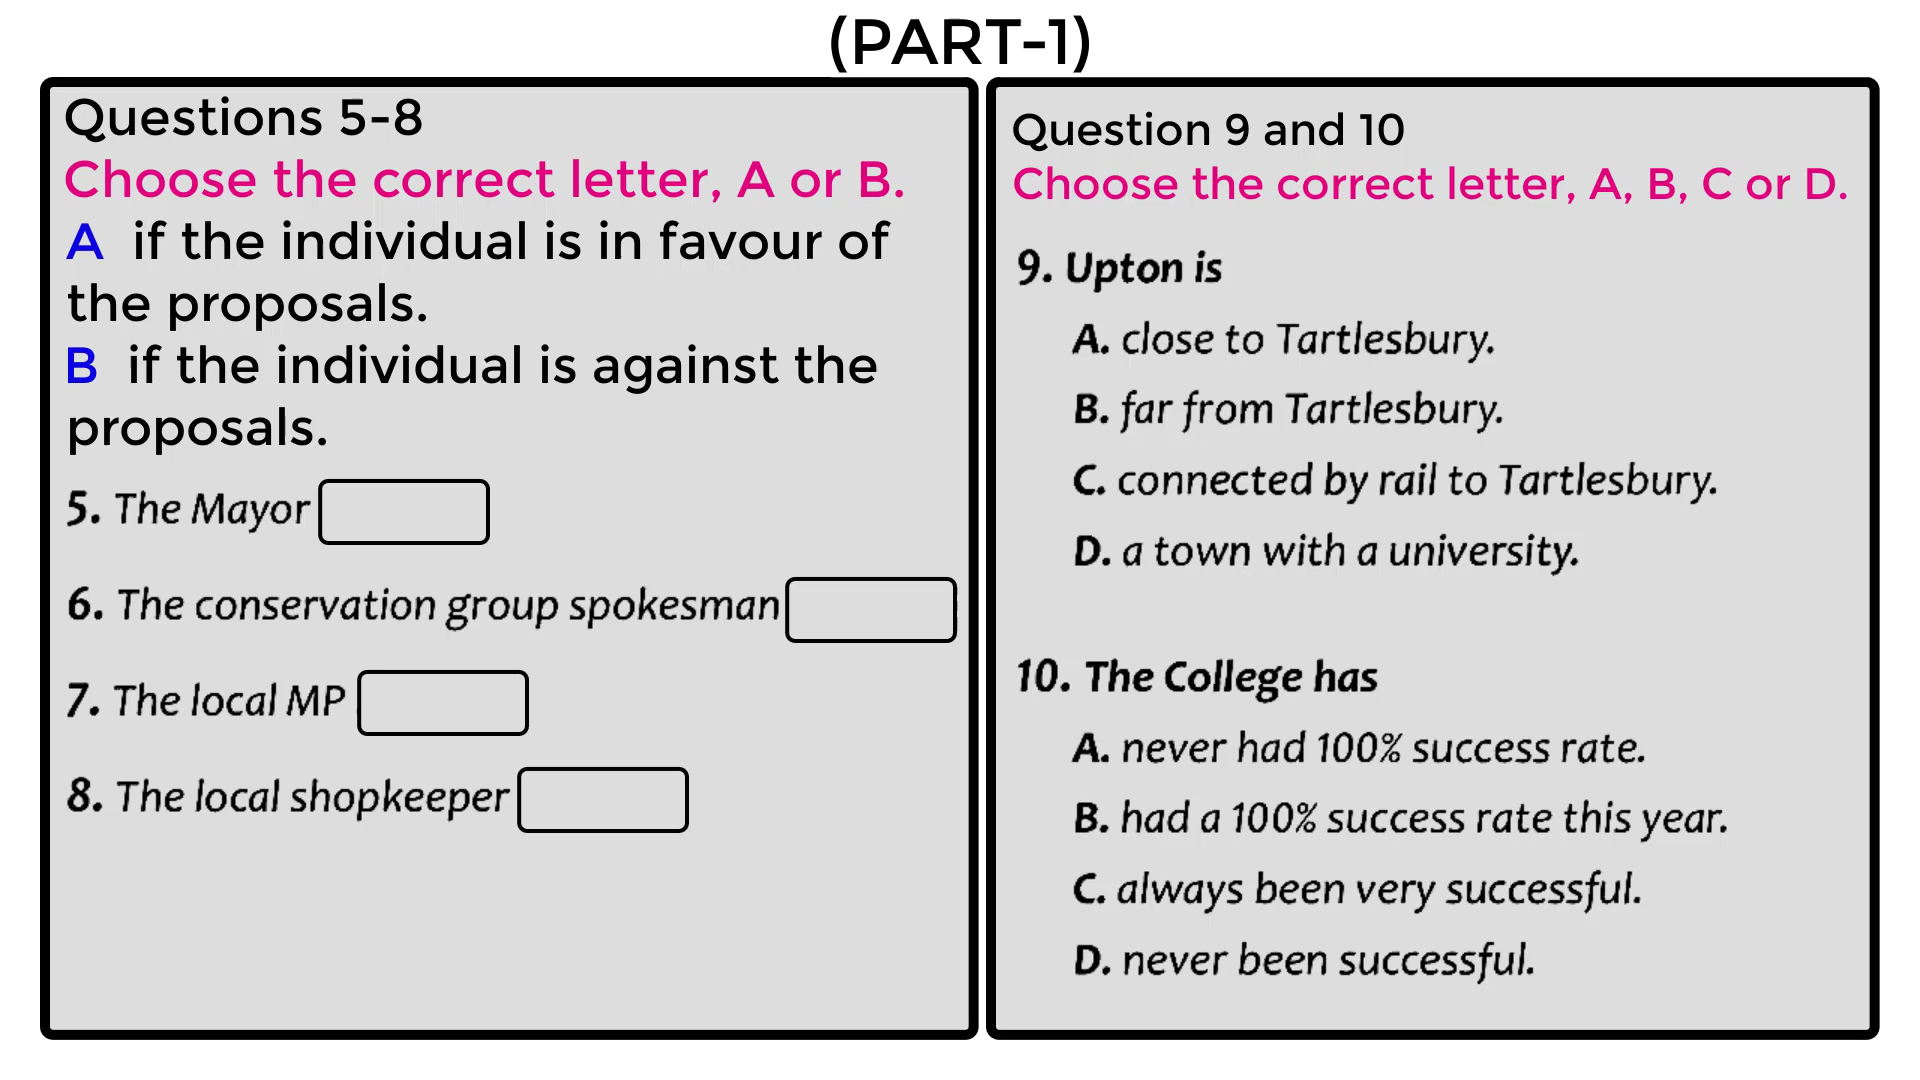 (PART-1)
Questions 5-8
Choose the correct letter, A or B.
A if the individual is in favour of
the proposals.
B if the individual is against the
proposals.
5. The Mayor
6. The conservation group spokesman
7. The local MP
8. The local shopkeeper
Question 9 and 10
Choose the correct letter, A, B, C or D.
9. Upton is
A. close to Tartlesbury.
B. far from Tartlesbury.
C. connected by rail to Tartlesbury.
D. a town with a university.
10. The College has
A. never had 100% success rate.
B. had a 100% success rate this year.
C. always been very successful.
D. never been successful.